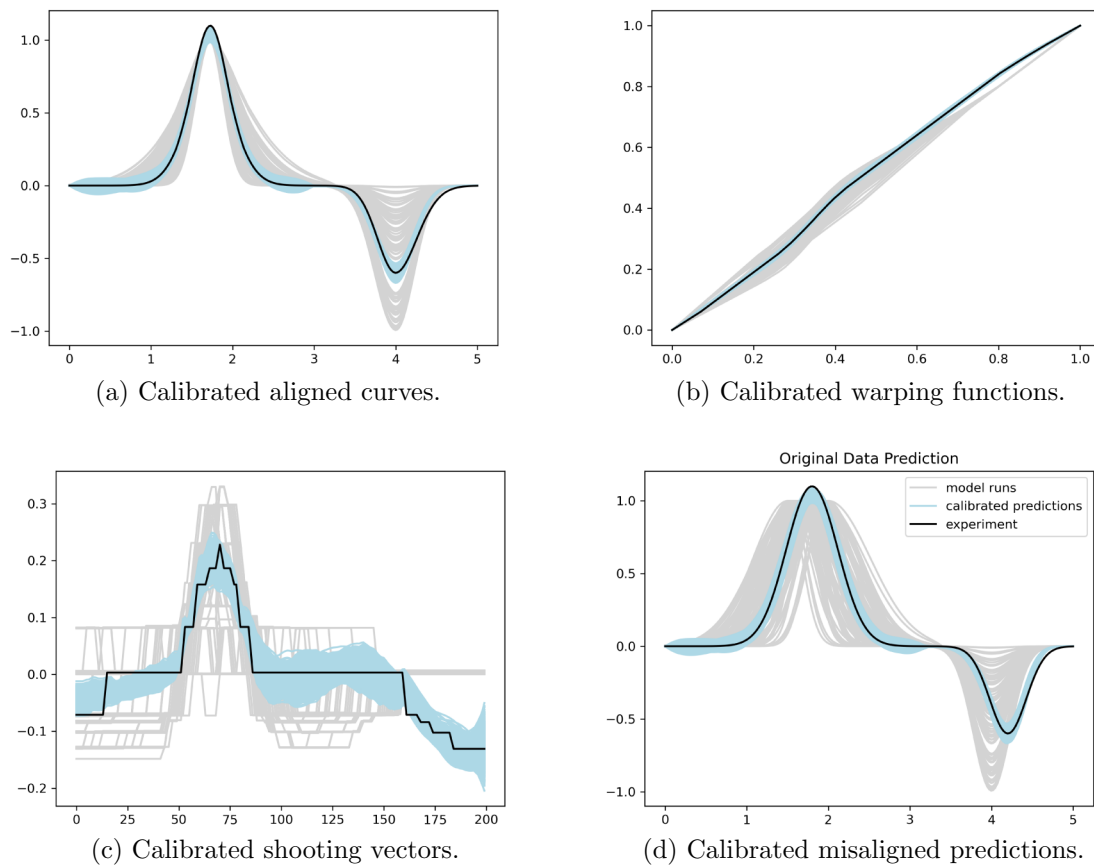 1.0
0.5
0.0
−0.5
−1.0
0 1 2 3 4 5
(a) Calibrated aligned curves.
1.0
0.8
0.6
0.4
0.2
0.0
0.0 0.2 0.4 0.6 0.8 1.0
(b) Calibrated warping functions.
0.3
0.2
0.1
0.0
−0.1
−0.2
0 25 50 75 100 125 150 175 200
(c) Calibrated shooting vectors.
Original Data Prediction
model runs
calibrated predictions
experiment
1.0
0.5
0.0
−0.5
−1.0
0 1 2 3 4 5
(d) Calibrated misaligned predictions.